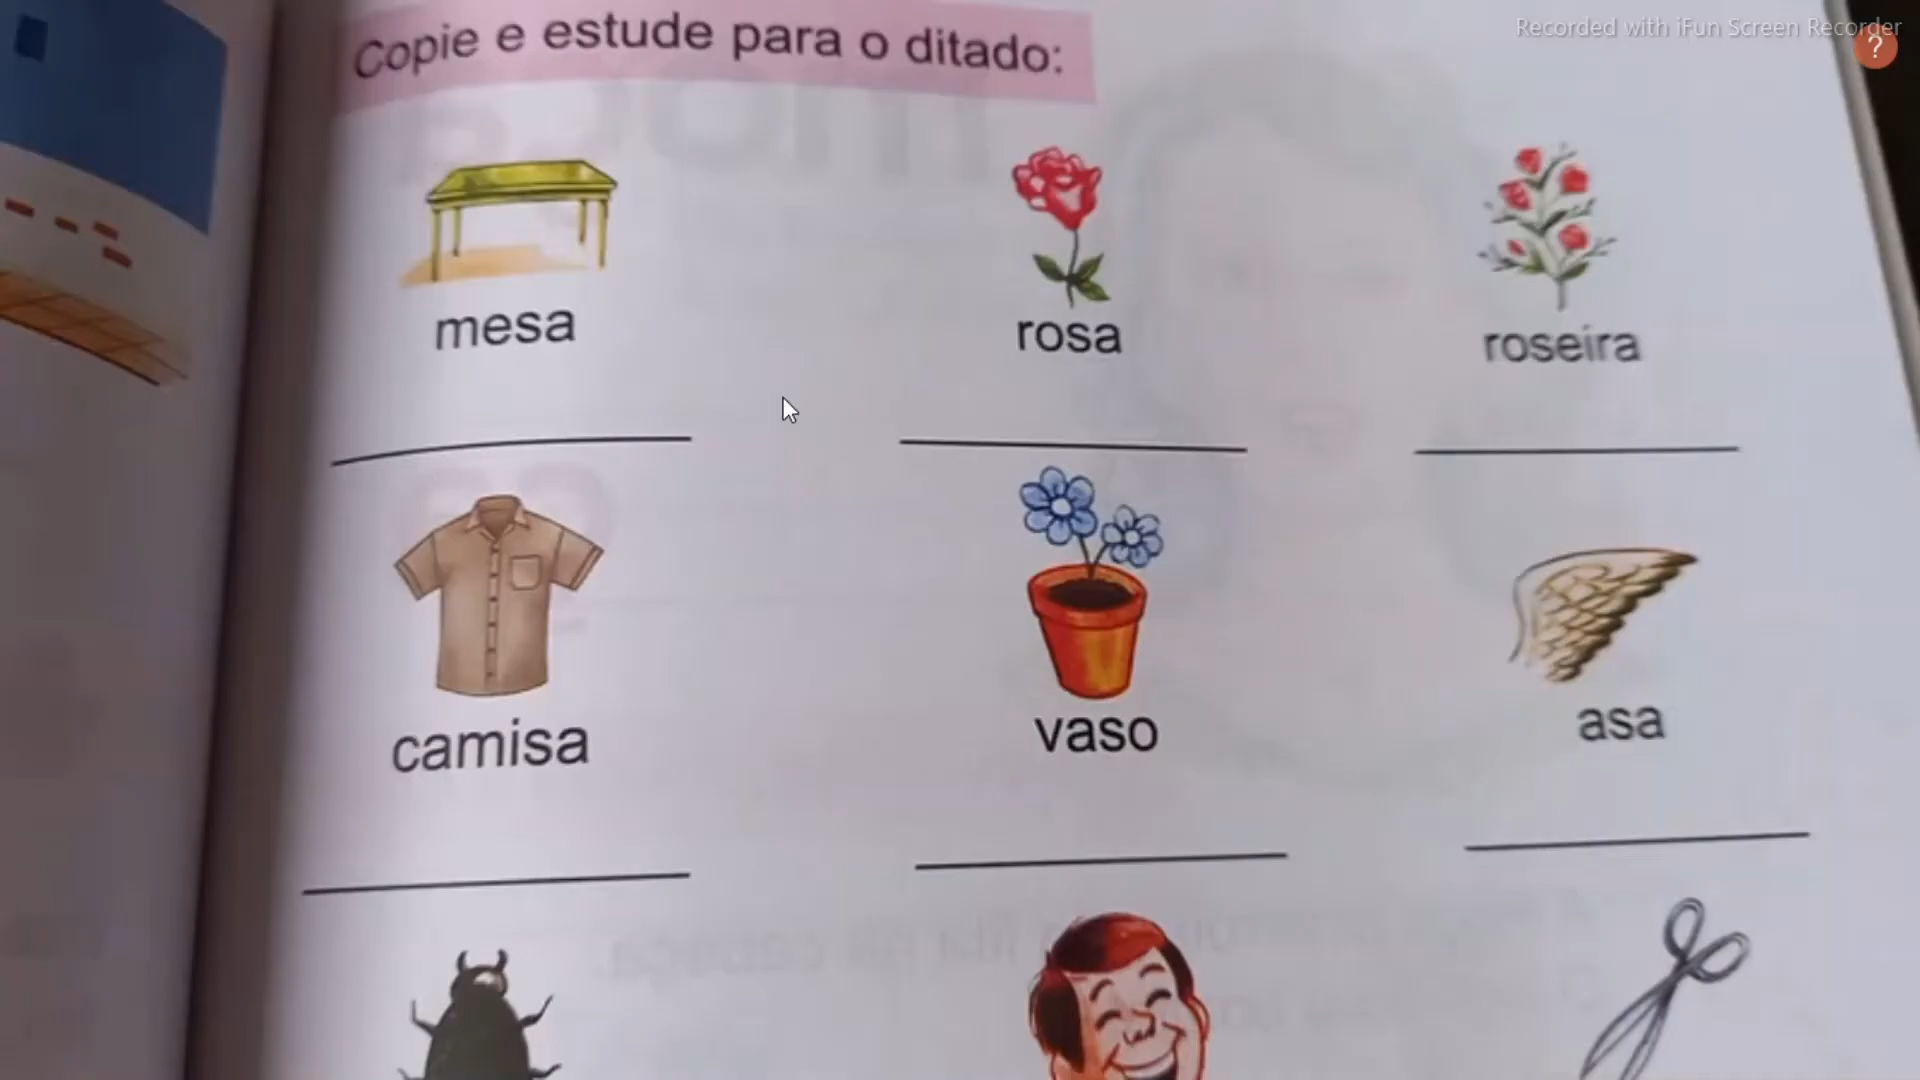 Recorded with iFun Screen Recorder
?
Copie e estude para o ditado:
mesa
rosa
roseira
camisa
vaso
asa